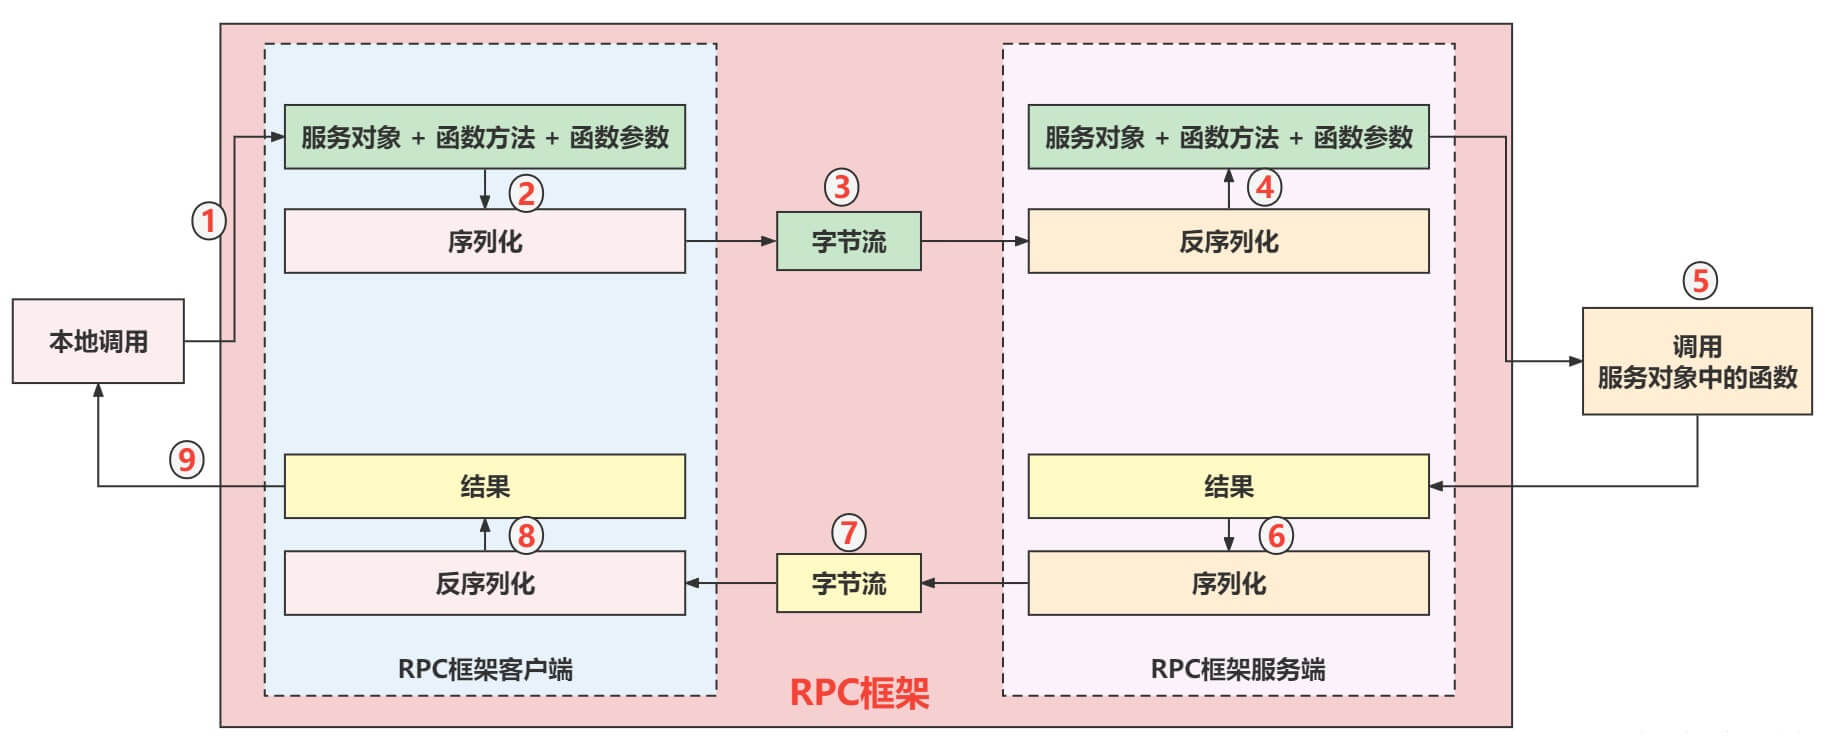 服务对象 + 函数方法 + 函数参数
服务对象 + 函数方法 + 函数参数
①
②
③
④
序列化
字节流
反序列化
⑤
本地调用
调用
服务对象中的函数
⑨
结果
结果
⑧
⑦
⑥
反序列化
字节流
序列化
RPC框架客户端
RPC框架服务端
RPC框架